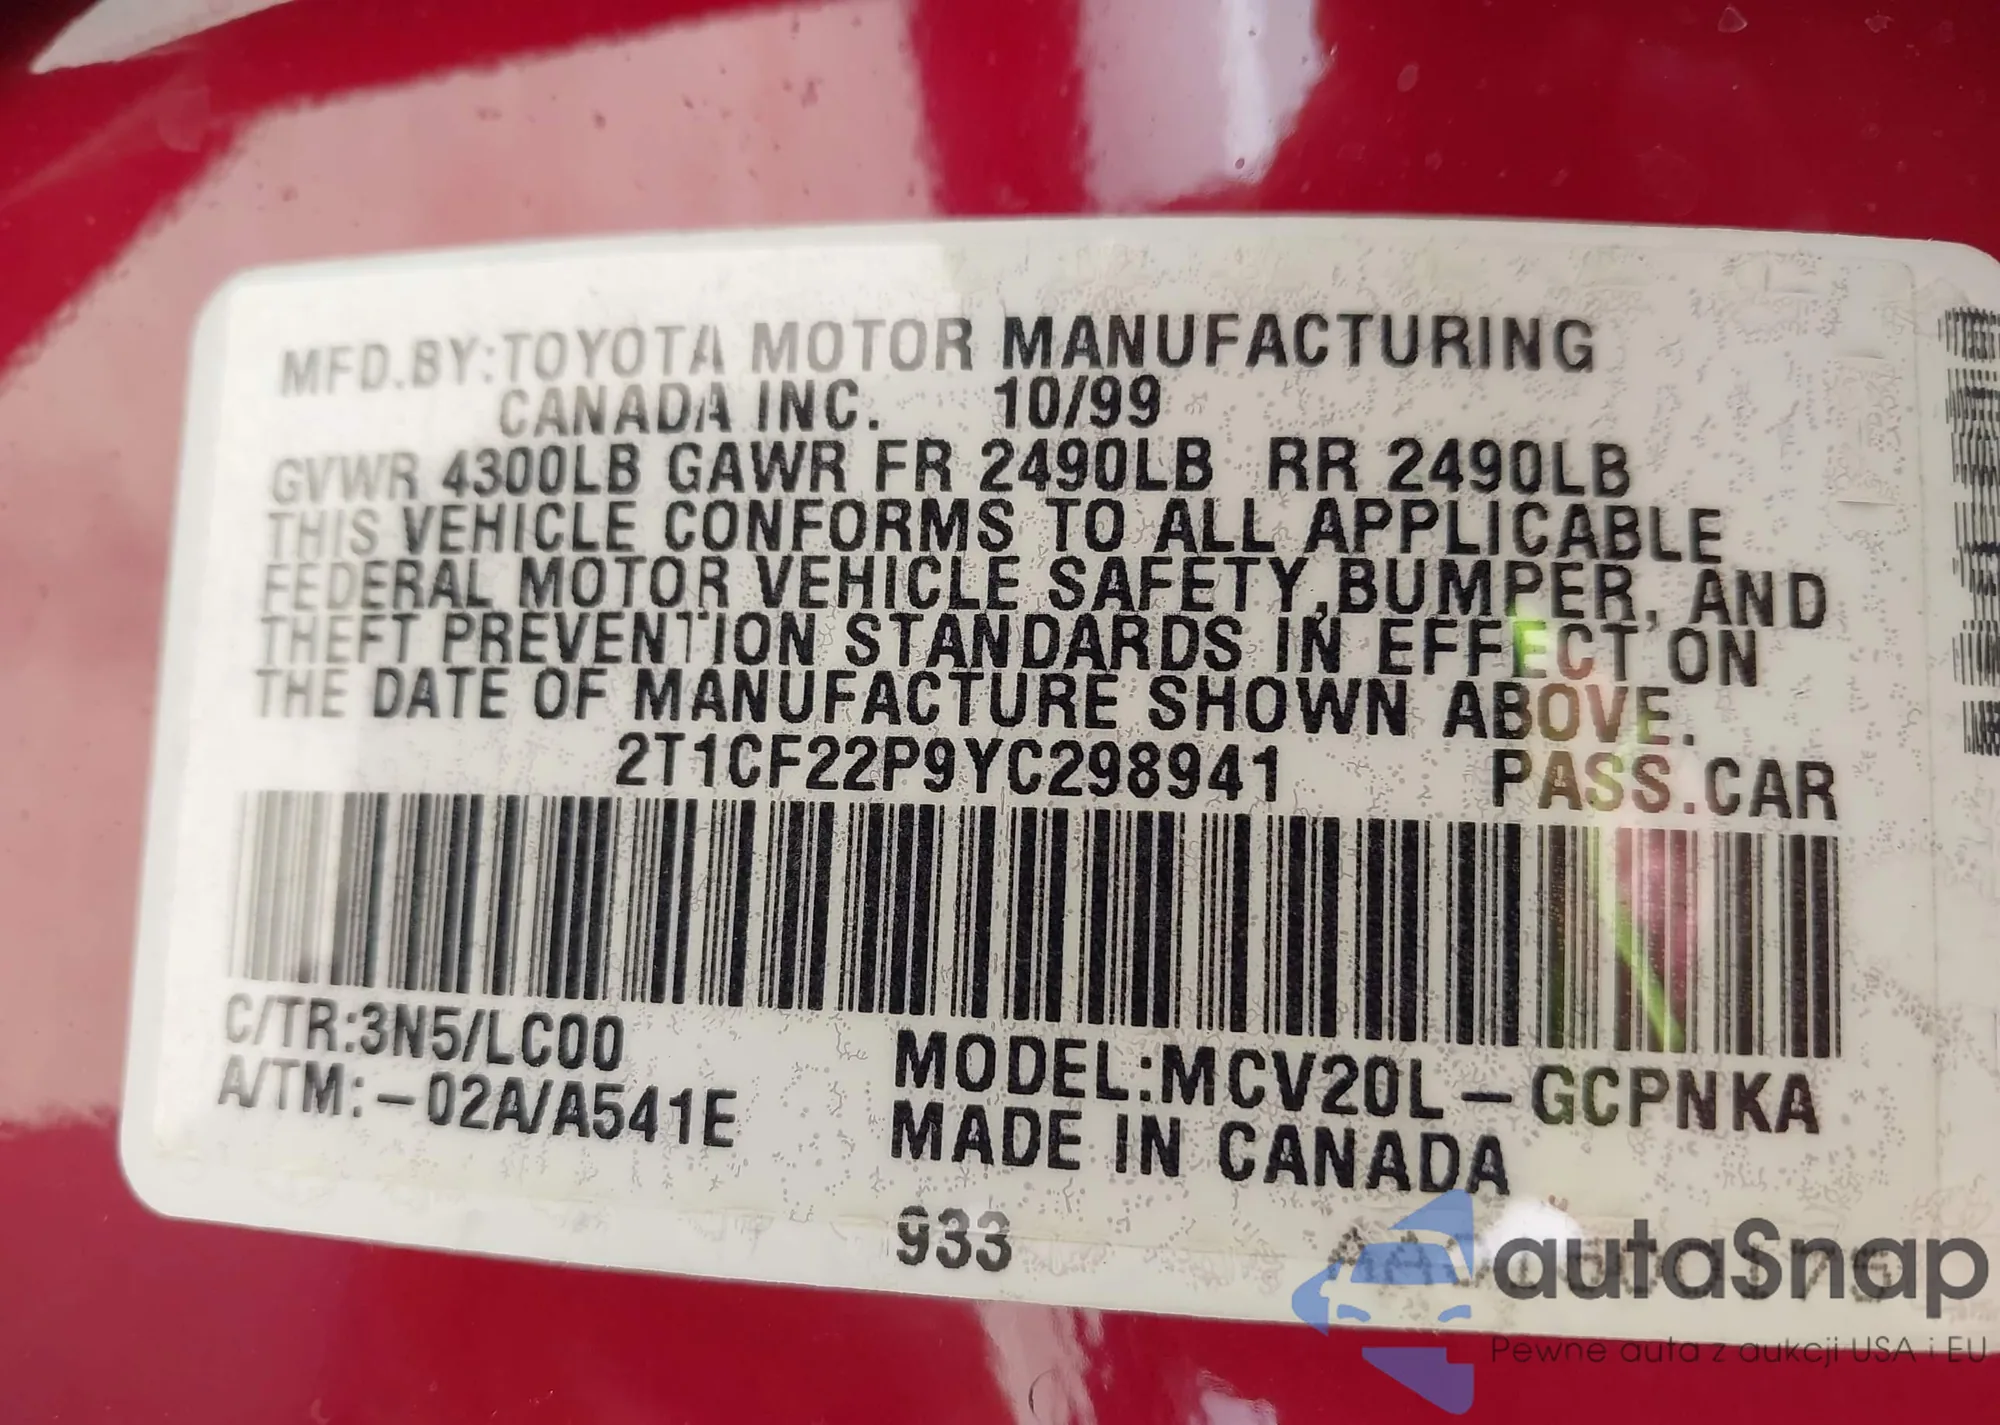 MFD.BY:TOYOTA MOTOR MANUFACTURING
CANADA INC. 10/99
GVWR 4300LB GAWR FR 2490LB RR 2490LB
THIS VEHICLE CONFORMS TO ALL APPLICABLE
FEDERAL MOTOR VEHICLE SAFETY,BUMPER, AND
THEFT PREVENTION STANDARDS IN EFFECT ON
THE DATE OF MANUFACTURE SHOWN ABOVE.
2T1CF22P9YC298941 PASS.CAR
C/TR:3N5/LC00
A/TM:-02A/A541E
MODEL:MCV20L-GCPNKA
MADE IN CANADA
933
autaSnap
Pewne auta z aukcji USA i EU